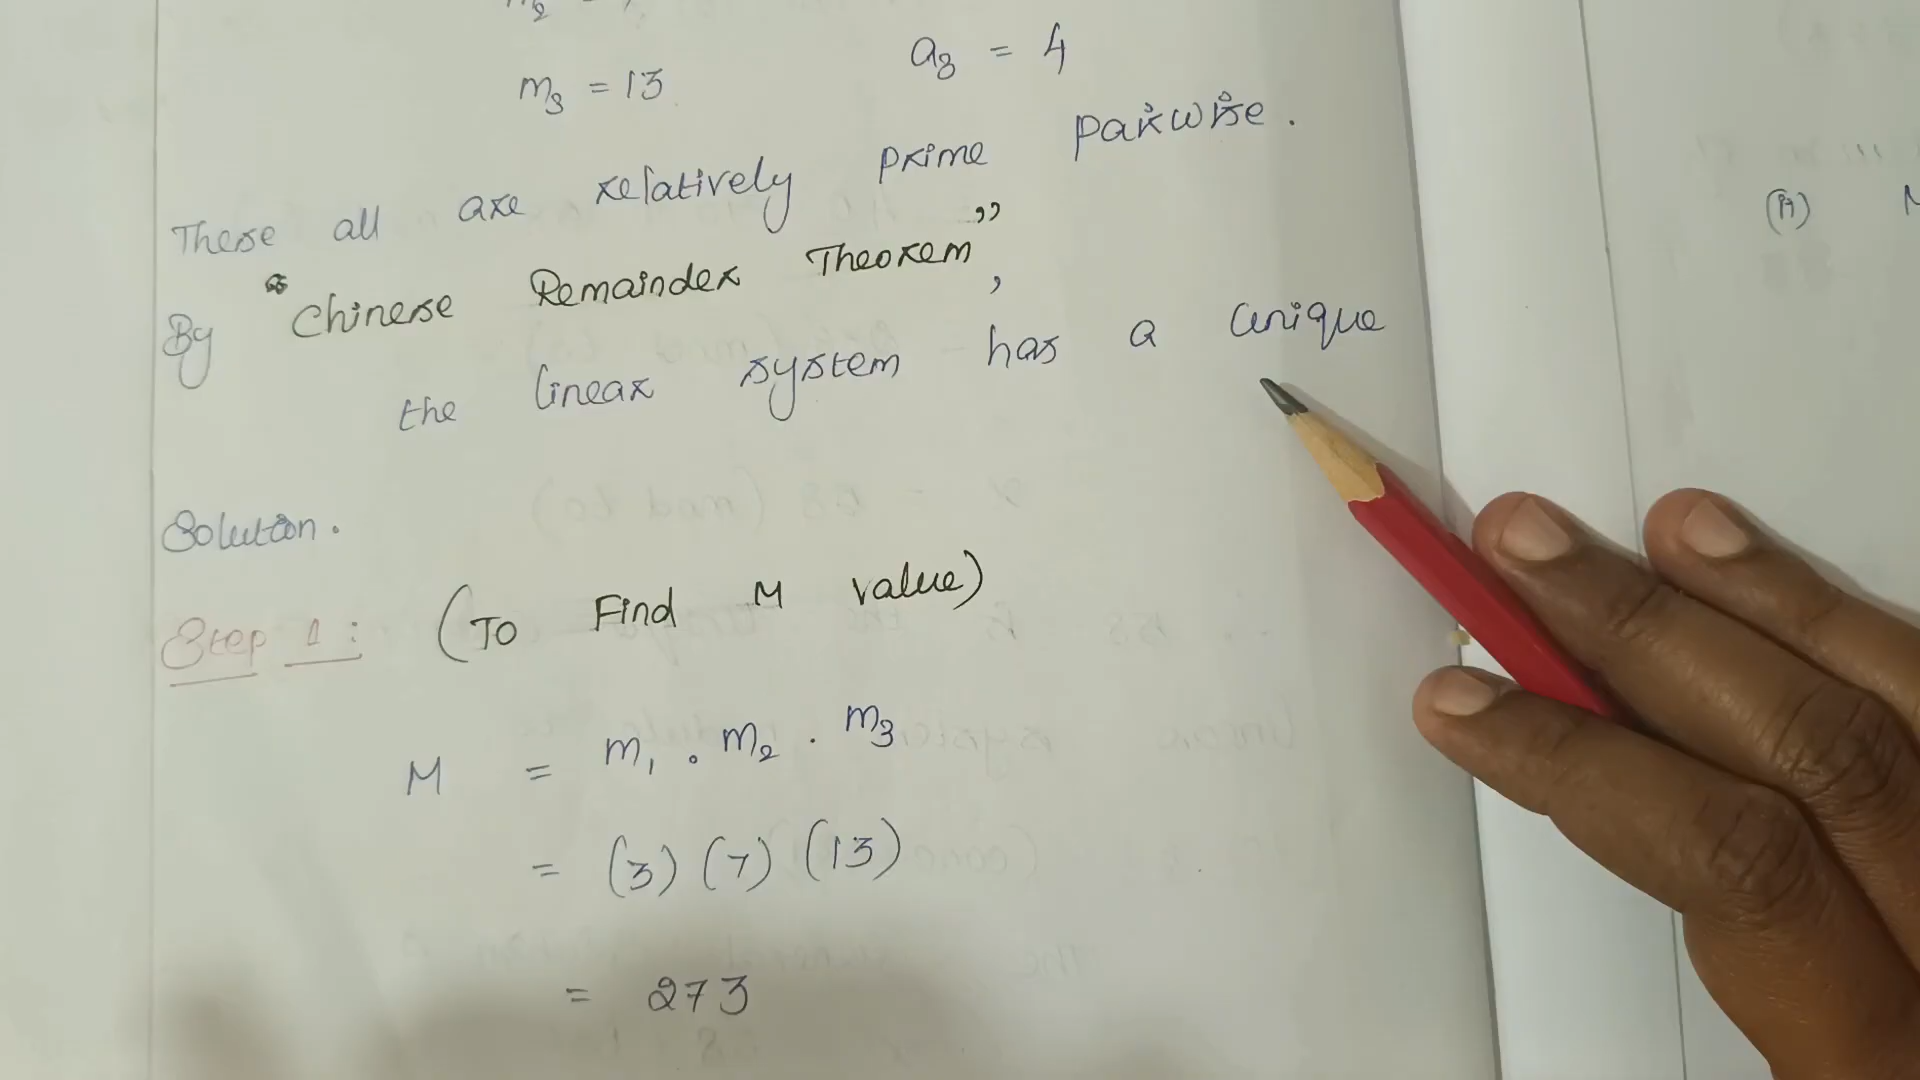 m₃ = 13 a₃ = 4
These all are relatively prime pairwise.
By "Chinese Remainder Theorem",
the linear system has a unique
Solution.
Step 1: (To Find M value)
M = m₁ . m₂ . m₃
= (3) (7) (13)
= 273